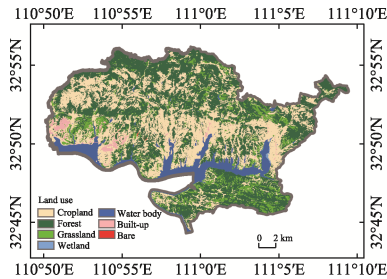 110°50'E 110°55'E 111°0'E 111°5'E 111°10'E
32°55'N 32°55'N
32°50'N 32°50'N
32°45'N 32°45'N
Land use
Cropland Water body
Forest Built-up
Grassland Bare
Wetland
0 2 km
110°50'E 110°55'E 111°0'E 111°5'E 111°10'E